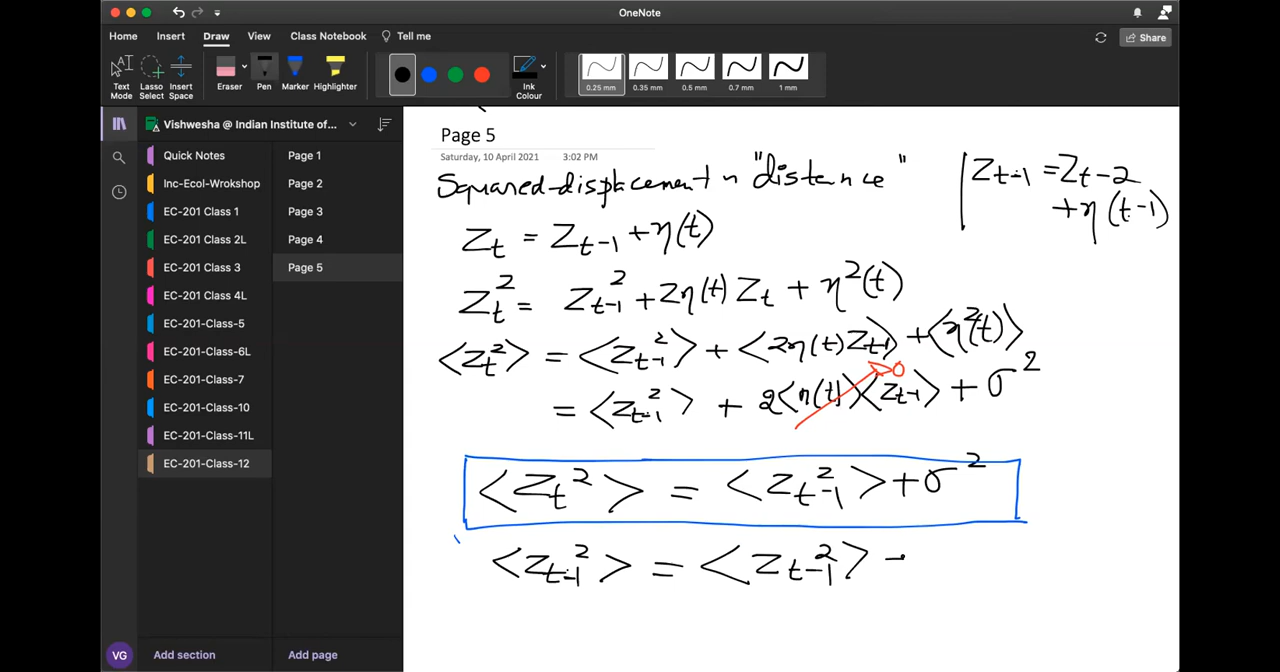 OneNote
Home Insert Draw View Class Notebook Tell me
Share
Text Mode
Lasso Select
Insert Space
Eraser
Pen
Marker
Highlighter
Ink Colour
0.25 mm 0.35 mm 0.5 mm 0.7 mm 1 mm
Vishwesha @ Indian Institute of...
Quick Notes
Inc-Ecol-Wrokshop
EC-201 Class 1
EC-201 Class 2L
EC-201 Class 3
EC-201 Class 4L
EC-201-Class-5
EC-201-Class-6L
EC-201-Class-7
EC-201-Class-10
EC-201-Class-11L
EC-201-Class-12
Add section
VG
Page 1
Page 2
Page 3
Page 4
Page 5
Add page
Page 5
Saturday, 10 April 2021 3:02 PM
Squared-displacement ~ "distance"
Z_{t-1} = Z_{t-2}
+ η(t-1)
Z_t = Z_{t-1} + η(t)
Z_t^2 = Z_{t-1}^2 + 2η(t) Z_t + η^2(t)
<Z_t^2> = <Z_{t-1}^2> + <2η(t) Z_{t-1}> + <η^2(t)>
= <Z_{t-1}^2> + 2<η(t)><Z_{t-1}> + σ^2
0
<Z_t^2> = <Z_{t-1}^2> + σ^2
<Z_{t-1}^2> = <Z_{t-1}^2> -